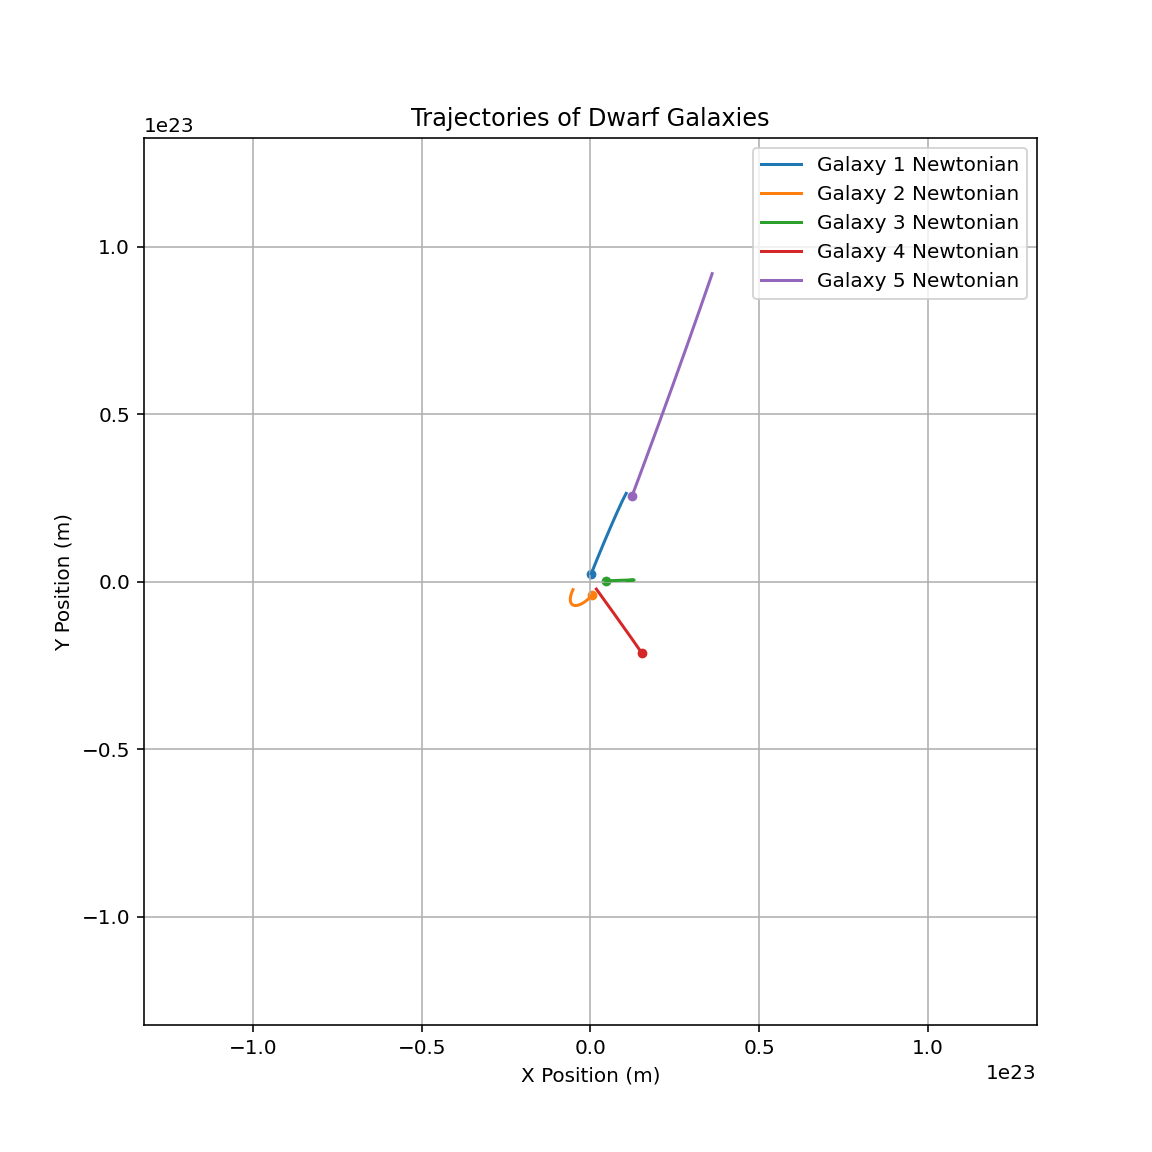 Trajectories of Dwarf Galaxies
1e23
Galaxy 1 Newtonian
Galaxy 2 Newtonian
Galaxy 3 Newtonian
Galaxy 4 Newtonian
Galaxy 5 Newtonian
1.0
0.5
0.0
−0.5
−1.0
Y Position (m)
−1.0
−0.5
0.0
0.5
1.0
X Position (m)
1e23